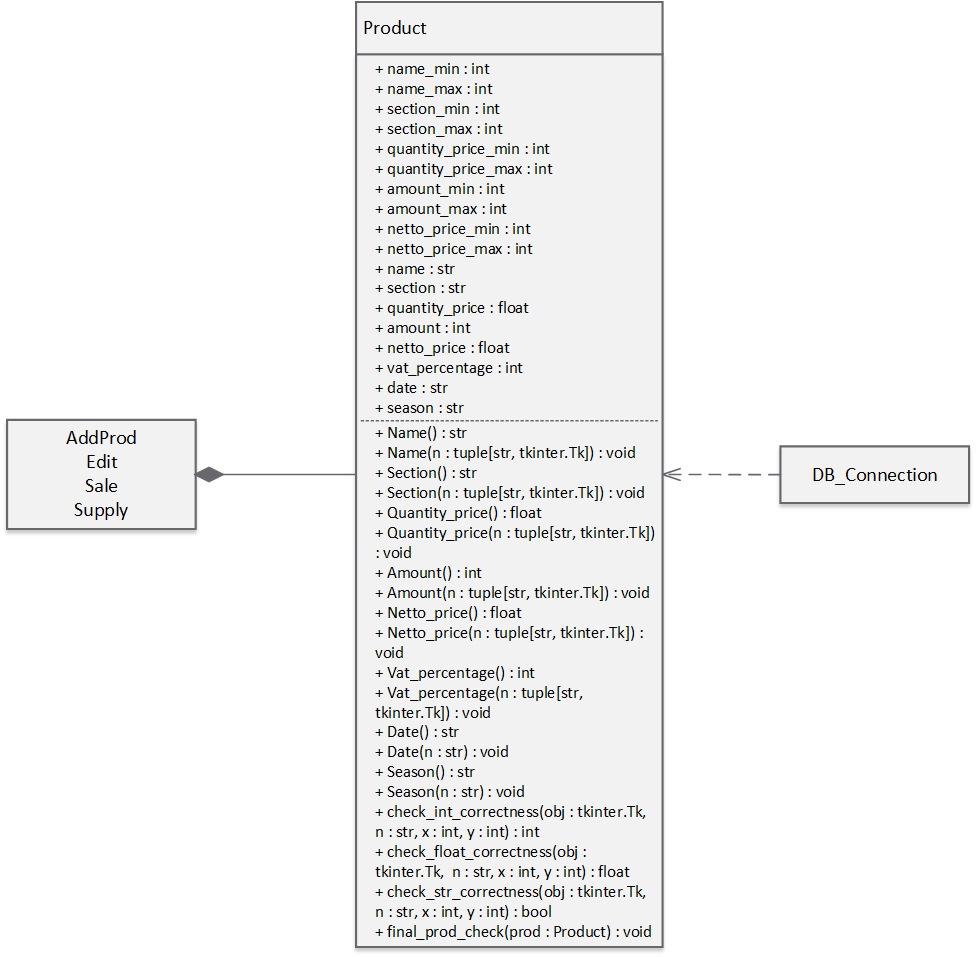 Product
+ name_min : int
+ name_max : int
+ section_min : int
+ section_max : int
+ quantity_price_min : int
+ quantity_price_max : int
+ amount_min : int
+ amount_max : int
+ netto_price_min : int
+ netto_price_max : int
+ name : str
+ section : str
+ quantity_price : float
+ amount : int
+ netto_price : float
+ vat_percentage : int
+ date : str
+ season : str
+ Name() : str
+ Name(n : tuple[str, tkinter.Tk]) : void
+ Section() : str
+ Section(n : tuple[str, tkinter.Tk]) : void
+ Quantity_price() : float
+ Quantity_price(n : tuple[str, tkinter.Tk])
: void
+ Amount() : int
+ Amount(n : tuple[str, tkinter.Tk]) : void
+ Netto_price() : float
+ Netto_price(n : tuple[str, tkinter.Tk]) :
void
+ Vat_percentage() : int
+ Vat_percentage(n : tuple[str,
tkinter.Tk]) : void
+ Date() : str
+ Date(n : str) : void
+ Season() : str
+ Season(n : str) : void
+ check_int_correctness(obj : tkinter.Tk,
n : str, x : int, y : int) : int
+ check_float_correctness(obj :
tkinter.Tk,  n : str, x : int, y : int) : float
+ check_str_correctness(obj : tkinter.Tk,
n : str, x : int, y : int) : bool
+ final_prod_check(prod : Product) : void
AddProd
Edit
Sale
Supply
DB_Connection